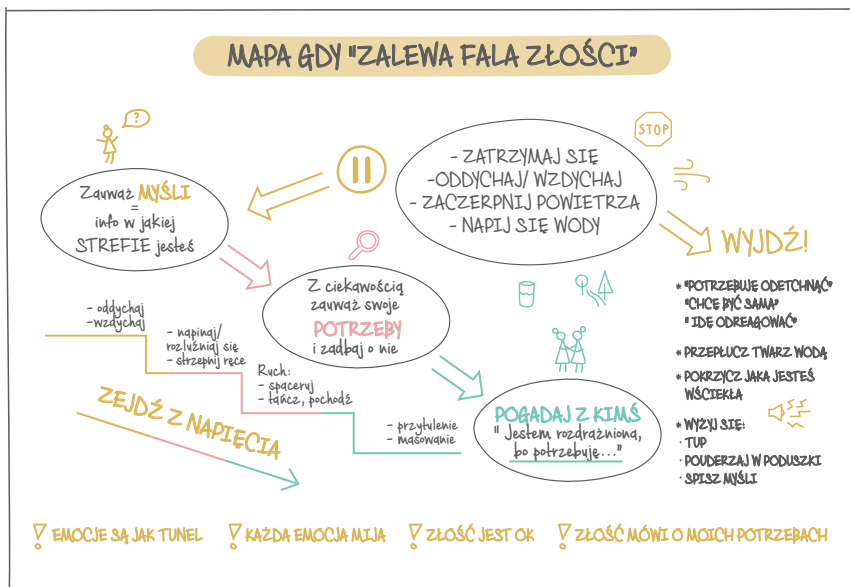 MAPA GDY "ZALEWA FALA ZŁOŚCI"
?
STOP
- ZATRZYMAJ SIĘ
-ODDYCHAJ/ WZDYCHAJ
- ZACZERPNIJ POWIETRZA
- NAPIJ SIĘ WODY
Zauważ MYŚLI
=
info w jakiej
STREFIE jesteś
WYJDŹ!
Z ciekawością
zauważ swoje
POTRZEBY
i zadbaj o nie
* "POTRZEBUJĘ ODETCHNĄĆ"
"CHCĘ BYĆ SAMA"
" IDĘ ODREAGOWAĆ"
* PRZEPŁUCZ TWARZ WODĄ
* POKRZYCZ JAKA JESTEŚ
WŚCIEKŁA
* WYŻYJ SIĘ:
· TUP
· POUDERZAJ W PODUSZKI
· SPISZ MYŚLI
- oddychaj
-wzdychaj
- napinaj/
rozluźniaj się
- strzepnij ręce
Ruch:
- spaceruj
- tańcz, pochodź
- przytulenie
- masowanie
ZEJDŹ Z NAPIĘCIA
POGADAJ Z KIMŚ
" Jestem rozdrażniona,
bo potrzebuję..."
! EMOCJE SĄ JAK TUNEL
! KAŻDA EMOCJA MIJA
! ZŁOŚĆ JEST OK
! ZŁOŚĆ MÓWI O MOICH POTRZEBACH